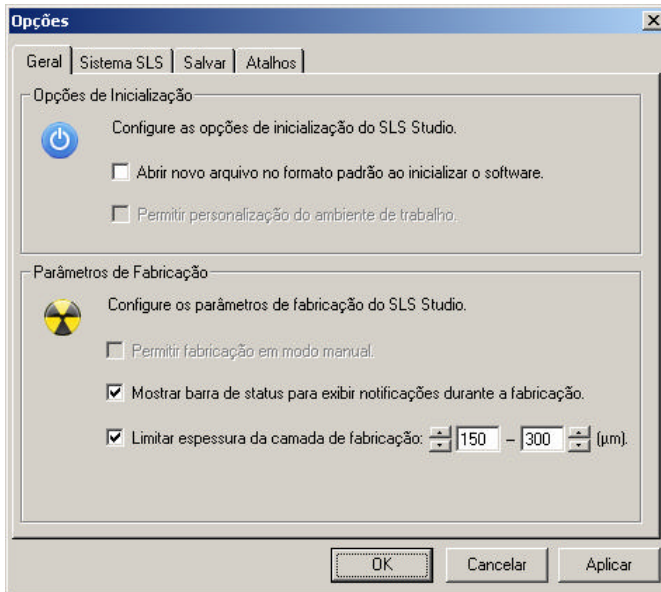 Opções
Geral Sistema SLS Salvar Atalhos
Opções de Inicialização
Configure as opções de inicialização do SLS Studio.
Abrir novo arquivo no formato padrão ao inicializar o software.
Permitir personalização do ambiente de trabalho.
Parâmetros de Fabricação
Configure os parâmetros de fabricação do SLS Studio.
Permitir fabricação em modo manual.
Mostrar barra de status para exibir notificações durante a fabricação.
Limitar espessura da camada de fabricação: 150 – 300 (µm).
OK Cancelar Aplicar